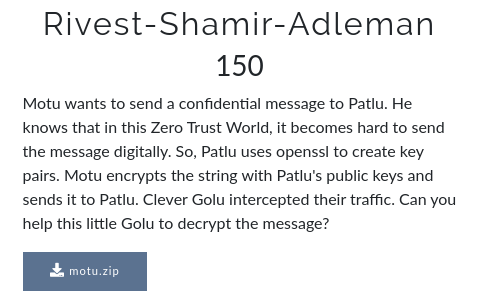 Rivest-Shamir-Adleman
150
Motu wants to send a confidential message to Patlu. He
knows that in this Zero Trust World, it becomes hard to send
the message digitally. So, Patlu uses openssl to create key
pairs. Motu encrypts the string with Patlu's public keys and
sends it to Patlu. Clever Golu intercepted their traffic. Can you
help this little Golu to decrypt the message?
motu.zip